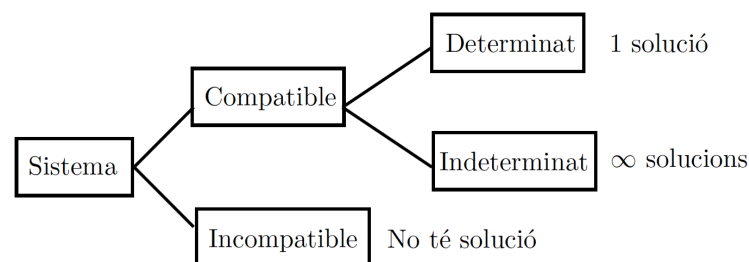 Determinat 1 solució
Compatible
Sistema
Indeterminat ∞ solucions
Incompatible No té solució